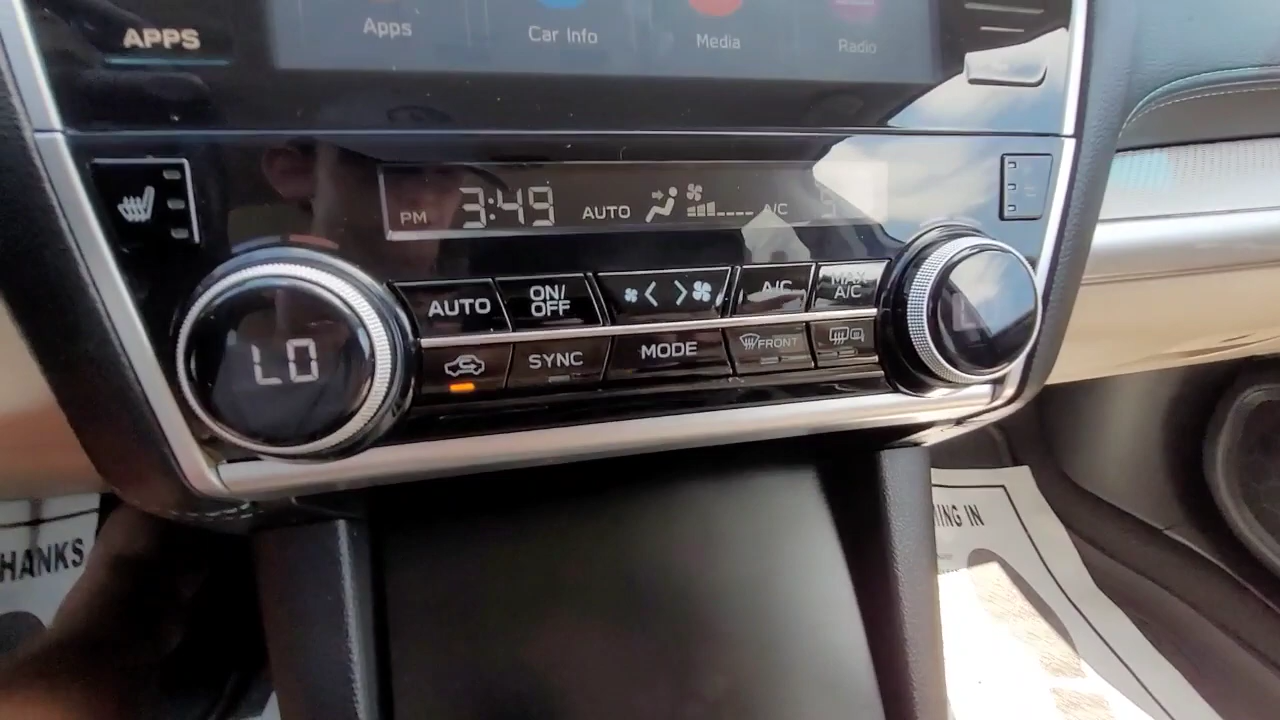 APPS
Apps
Car Info
Media
Radio
PM 3:49 AUTO A/C
AUTO
ON/
OFF
A/C
MAX
A/C
LO
SYNC
MODE
FRONT
HANKS
ING IN